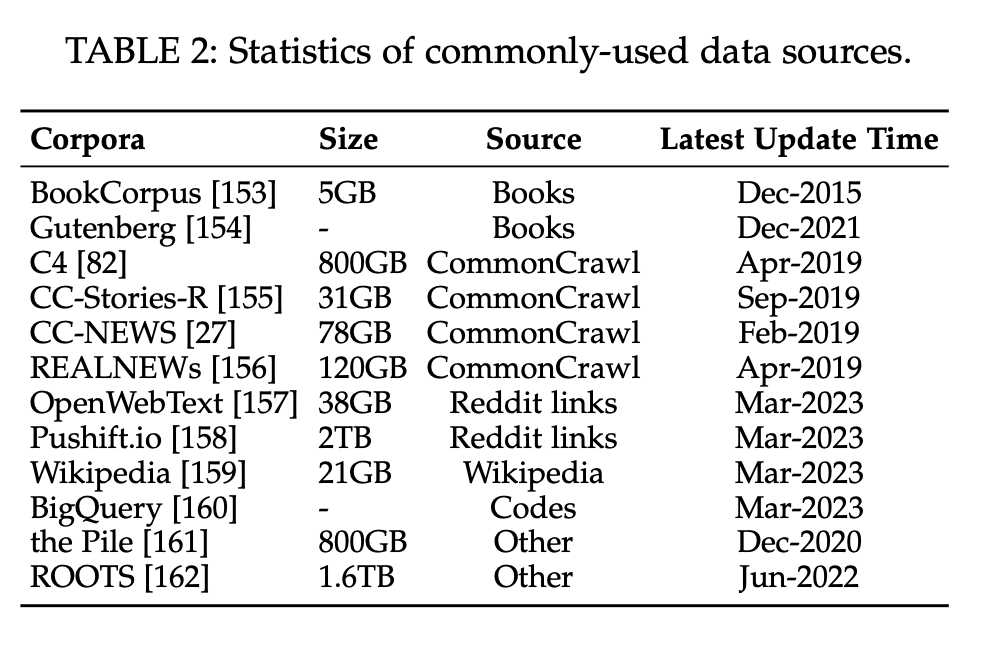 TABLE 2: Statistics of commonly-used data sources.
Corpora Size Source Latest Update Time
BookCorpus [153] 5GB Books Dec-2015
Gutenberg [154] - Books Dec-2021
C4 [82] 800GB CommonCrawl Apr-2019
CC-Stories-R [155] 31GB CommonCrawl Sep-2019
CC-NEWS [27] 78GB CommonCrawl Feb-2019
REALNEWs [156] 120GB CommonCrawl Apr-2019
OpenWebText [157] 38GB Reddit links Mar-2023
Pushift.io [158] 2TB Reddit links Mar-2023
Wikipedia [159] 21GB Wikipedia Mar-2023
BigQuery [160] - Codes Mar-2023
the Pile [161] 800GB Other Dec-2020
ROOTS [162] 1.6TB Other Jun-2022